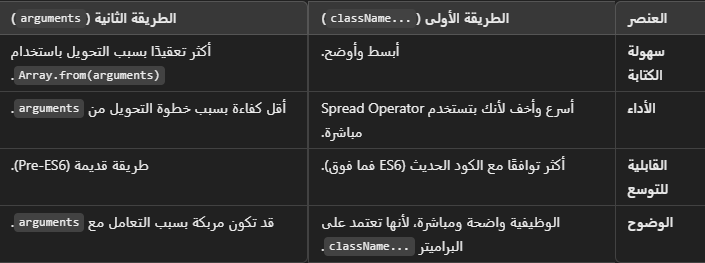 العنصر
الطريقة الأولى (className...)
الطريقة الثانية (arguments)
سهولة
الكتابة
أبسط وأوضح.
أكثر تعقيدًا بسبب التحويل باستخدام
Array.from(arguments).
الأداء
أسرع وأخف لأنك بتستخدم Spread Operator
مباشرة.
أقل كفاءة بسبب خطوة التحويل من arguments.
القابلية
للتوسع
أكثر توافقًا مع الكود الحديث (ES6 فما فوق).
طريقة قديمة (Pre-ES6).
الوضوح
الوظيفية واضحة ومباشرة، لأنها تعتمد على
البراميتر className....
قد تكون مربكة بسبب التعامل مع arguments.